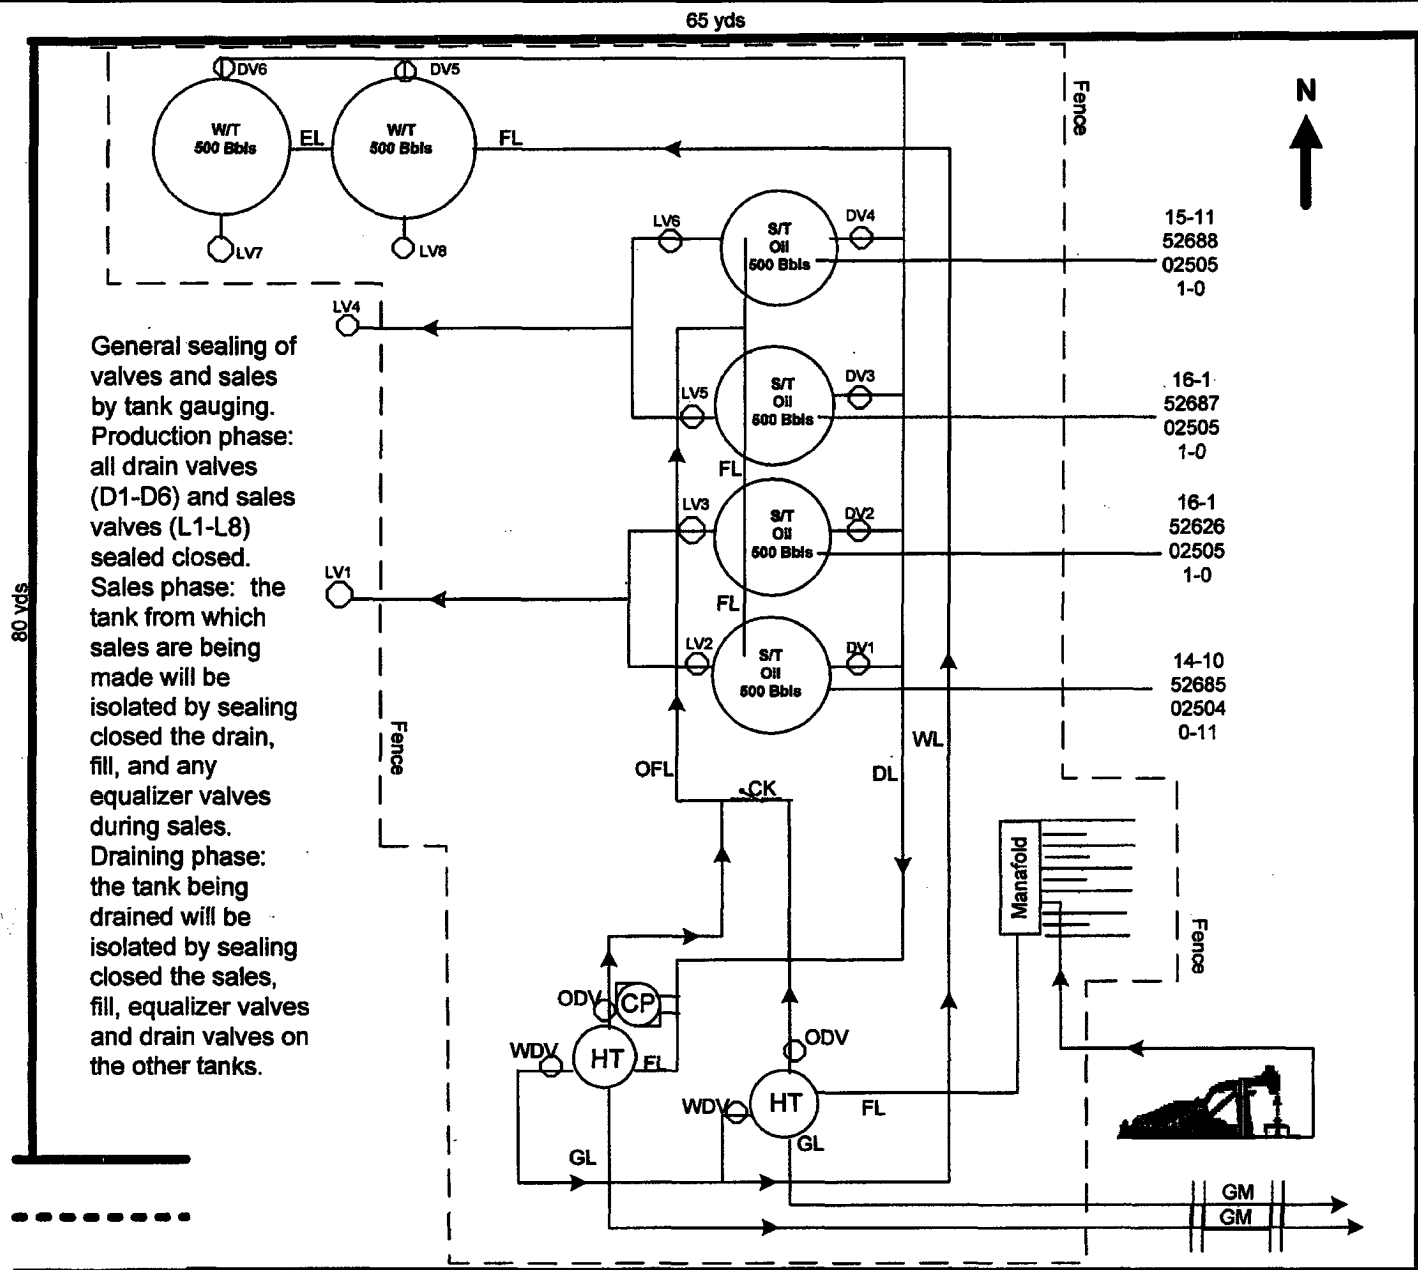 65 yds
DV6
DV5
W/T
500 Bbls
EL
W/T
500 Bbls
FL
Fence
N
LV7
LV8
LV6
S/T
Oil
500 Bbls
DV4
15-11
52688
02505
1-0
LV4
General sealing of
valves and sales
by tank gauging.
Production phase:
all drain valves
(D1-D6) and sales
valves (L1-L8)
sealed closed.
Sales phase: the
tank from which
sales are being
made will be
isolated by sealing
closed the drain,
fill, and any
equalizer valves
during sales.
Draining phase:
the tank being
drained will be
isolated by sealing
closed the sales,
fill, equalizer valves
and drain valves on
the other tanks.
80 yds
LV5
S/T
Oil
500 Bbls
DV3
16-1
52687
02505
1-0
FL
LV3
S/T
Oil
500 Bbls
DV2
16-1
52626
02505
1-0
LV1
FL
LV2
S/T
Oil
500 Bbls
DV1
14-10
52685
02504
0-11
Fence
OFL
CK
DL
WL
Manafold
Fence
ODV
CP
WDV
HT
FL
ODV
WDV
HT
FL
GL
GL
GM
GM